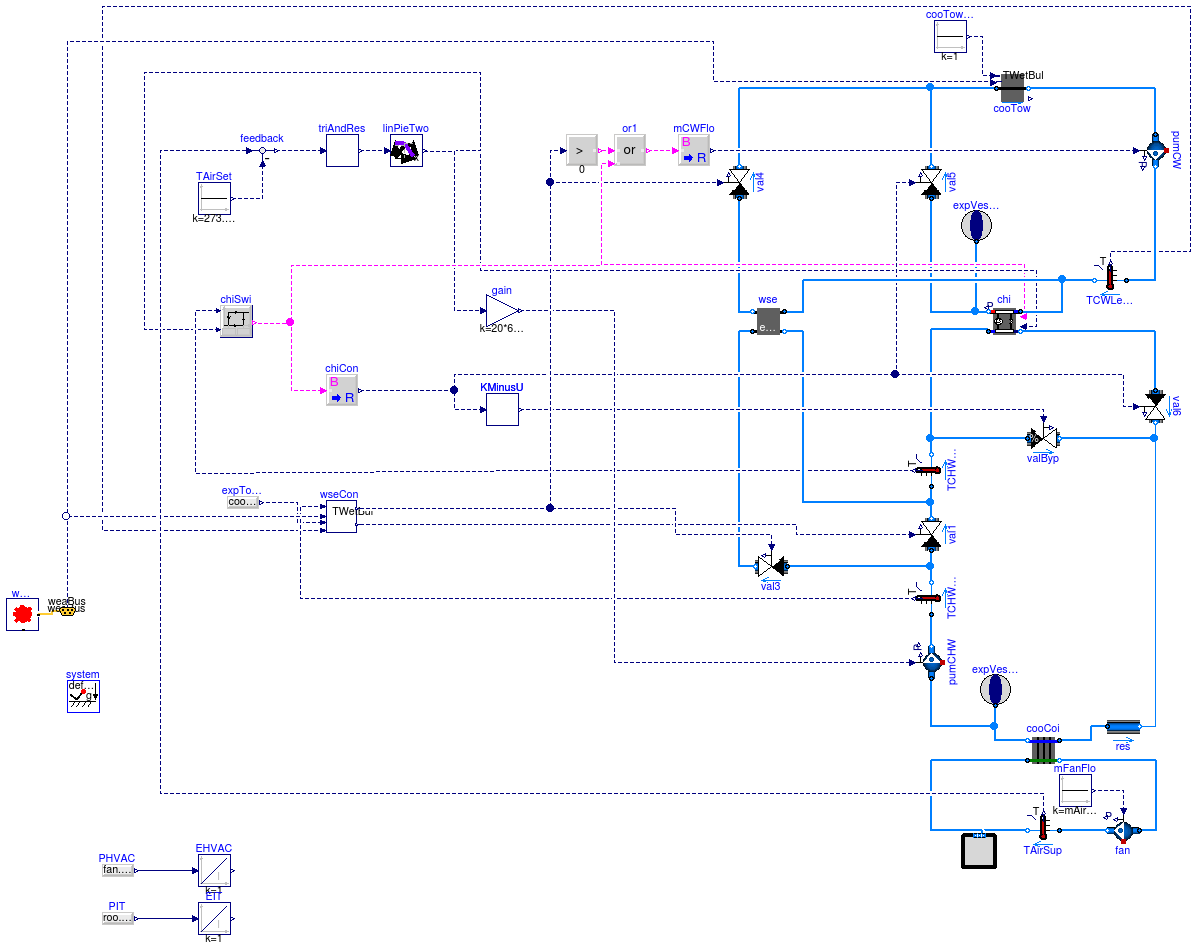 cooTow...
k=1
TWetBul
cooTow
feedback
triAndRes
linPieTwo
or1
mCWFlo
-
>
0
or
B
R
pumCW
P
TAirSet
k=273....
val4
val5
expVes...
T
TCWLe...
chiSwi
gain
k=20*6...
wse
e...
chi
P
chiCon
B
R
KMinusU
val6
valByp
T
TCHW...
expTo...
coo...
wseCon
TWetBul
val1
val3
w...
weaBus
weaBus
T
TCHW...
P
pumCHW
system
def...
g
expVes...
cooCoi
res
mFanFlo
k=mAir...
T
TAirSup
P
fan
PHVAC
fan....
EHVAC
k=1
PIT
roo....
EIT
k=1